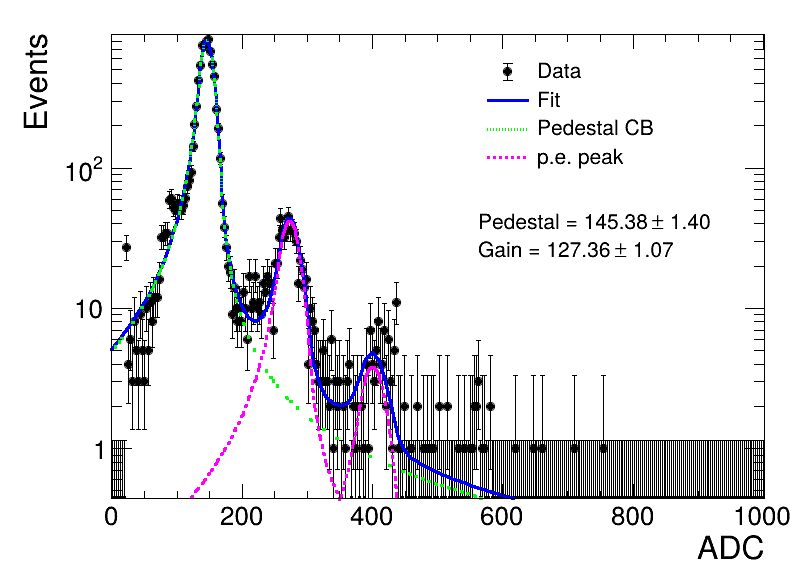 Events
Data
Fit
Pedestal CB
p.e. peak
10²
Pedestal = 145.38 ± 1.40
Gain = 127.36 ± 1.07
10
1
0 200 400 600 800 1000
ADC